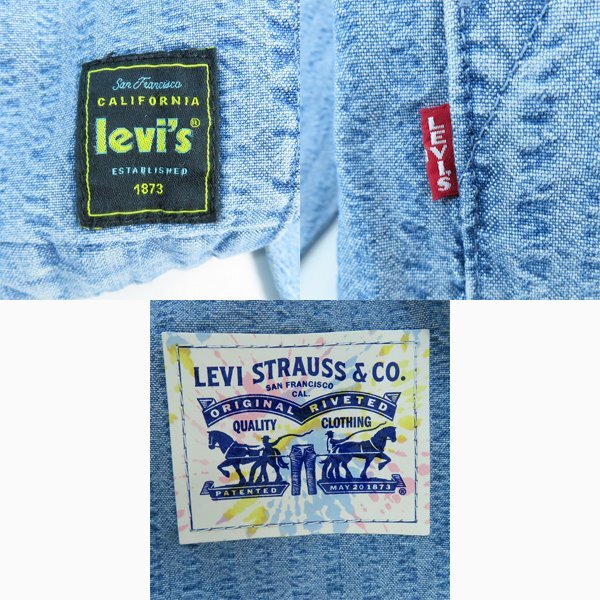 San Francisco
CALIFORNIA
levi's®
ESTABLISHED
1873
LEVI'S
LEVI STRAUSS & CO.
SAN FRANCISCO
CAL.
ORIGINAL RIVETED
QUALITY CLOTHING
PATENTED MAY 20 1873
®